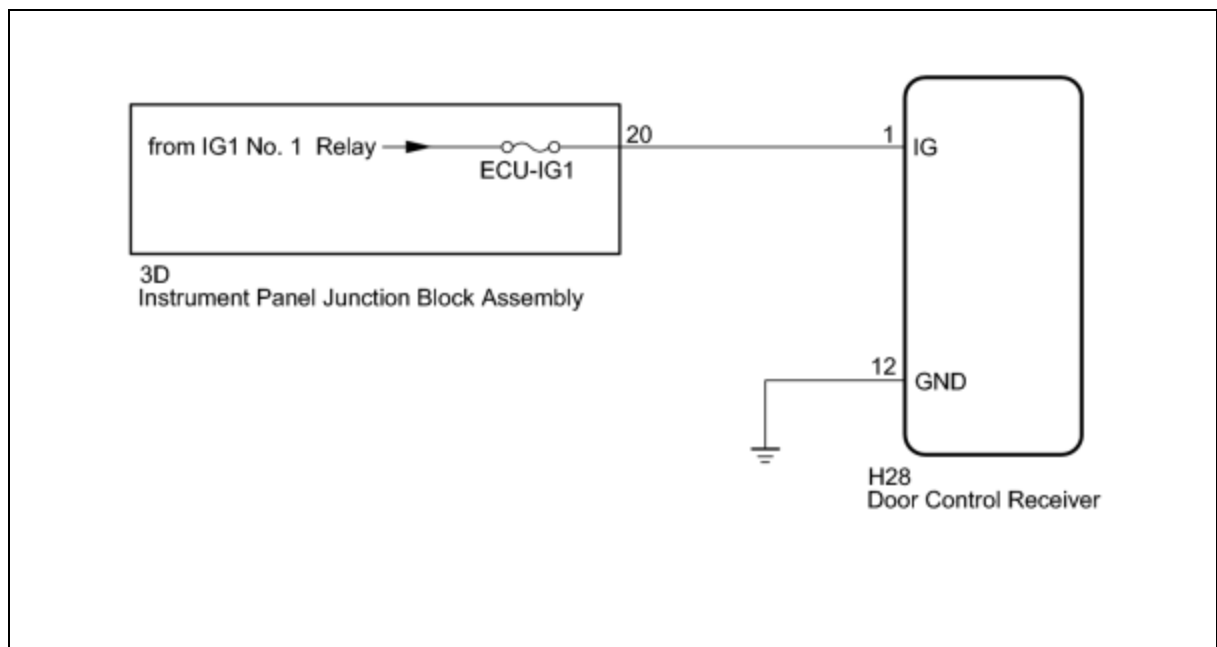 from IG1 No. 1 Relay
ECU-IG1
20
1
IG
3D
Instrument Panel Junction Block Assembly
12
GND
H28
Door Control Receiver